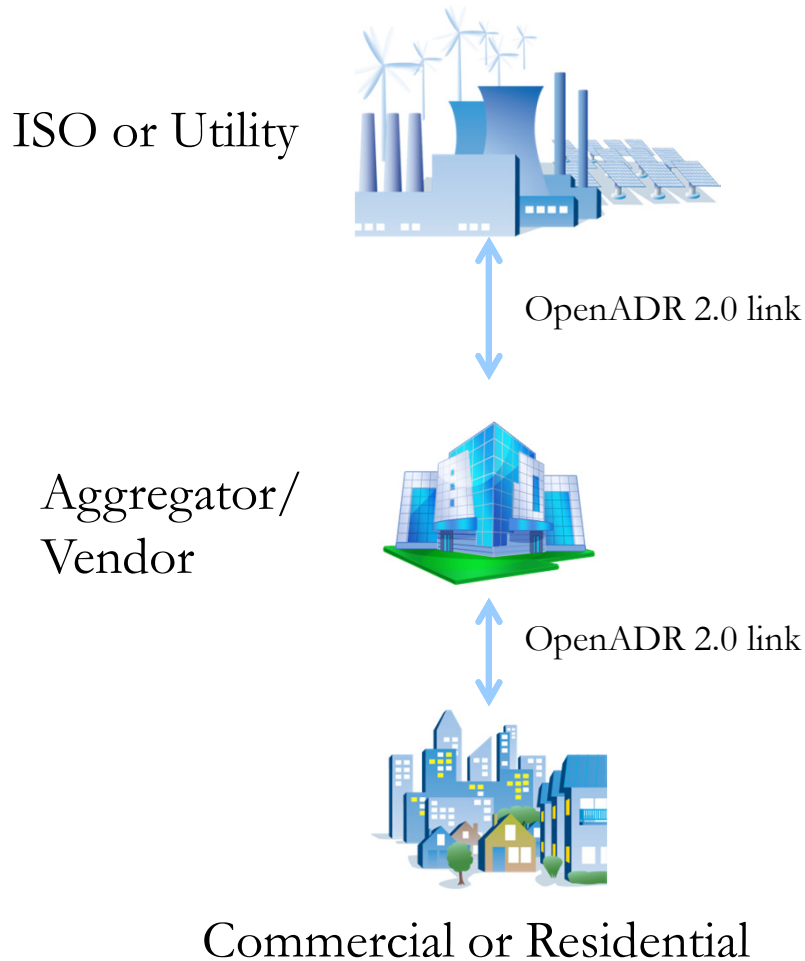 ISO or Utility
OpenADR 2.0 link
Aggregator/
Vendor
OpenADR 2.0 link
Commercial or Residential